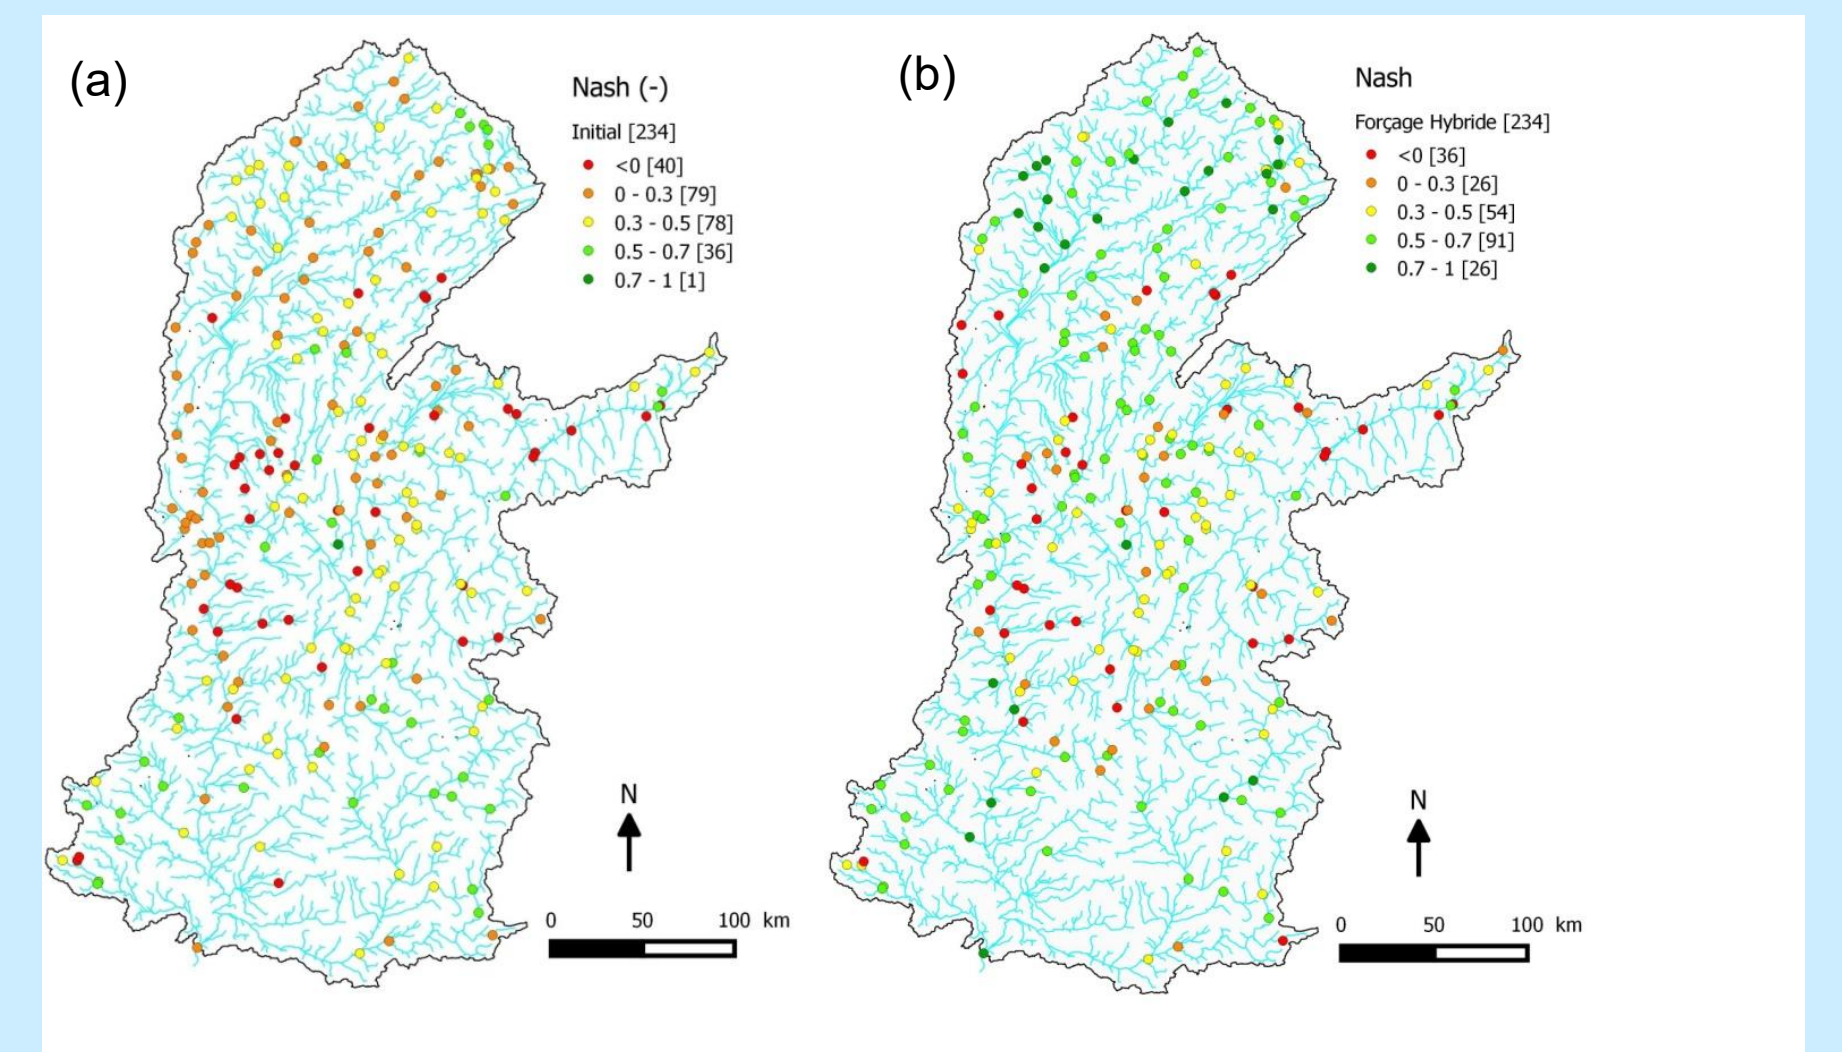 (a)
Nash (-)
Initial [234]
<0 [40]
0 - 0.3 [79]
0.3 - 0.5 [78]
0.5 - 0.7 [36]
0.7 - 1 [1]
N
0 50 100 km
(b)
Nash
Forçage Hybride [234]
<0 [36]
0 - 0.3 [26]
0.3 - 0.5 [54]
0.5 - 0.7 [91]
0.7 - 1 [26]
N
0 50 100 km